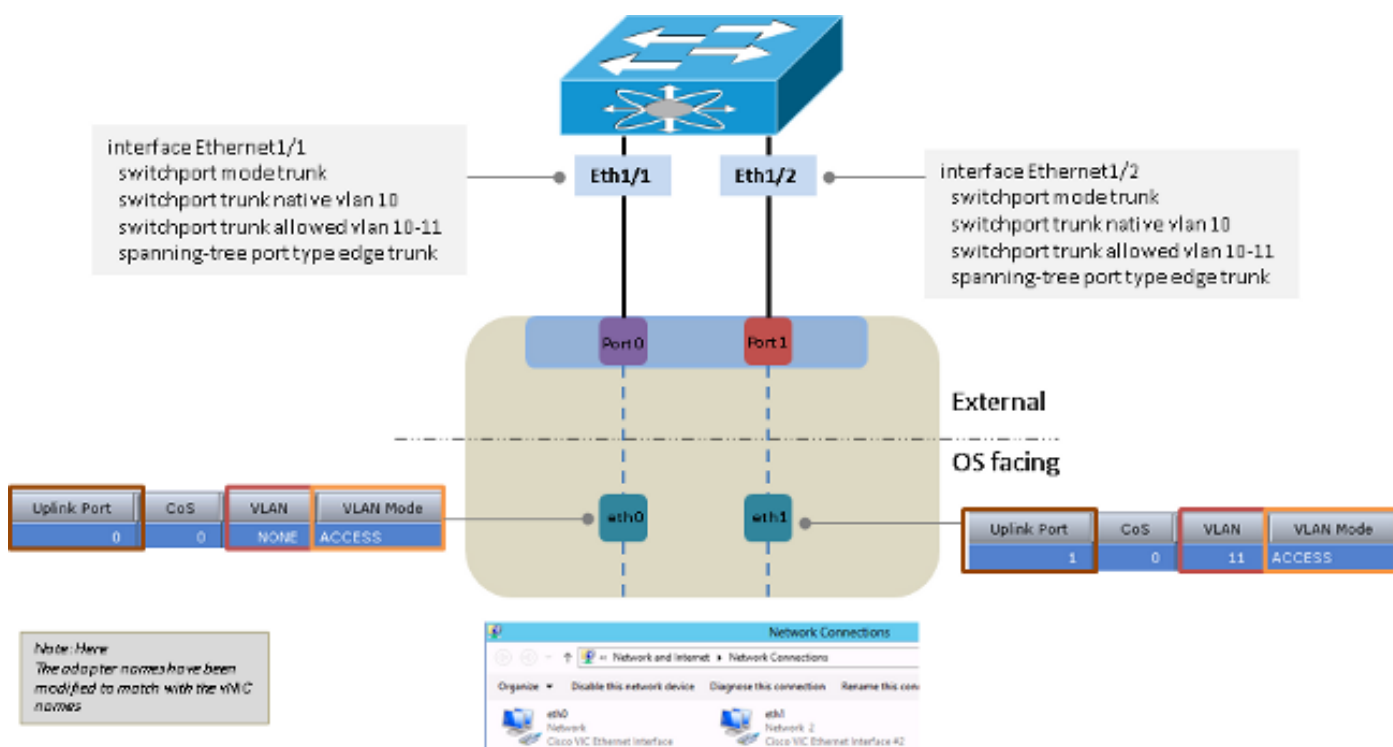 interface Ethernet1/1
switchport mode trunk
switchport trunk native vlan 10
switchport trunk allowed vlan 10-11
spanning-tree port type edge trunk
Eth1/1
Eth1/2
interface Ethernet1/2
switchport mode trunk
switchport trunk native vlan 10
switchport trunk allowed vlan 10-11
spanning-tree port type edge trunk
Port 0
Port 1
External
OS facing
Uplink Port CoS VLAN VLAN Mode
0 0 NONE ACCESS
eth0
eth1
Uplink Port CoS VLAN VLAN Mode
1 0 11 ACCESS
Note: Here
The adapter names have been
modified to match with the vNIC
names
Network Connections
Network and Internet Network Connections
Organize Disable this network device Diagnose this connection Rename this con
eth0
Network
Cisco VIC Ethernet Interface
eth1
Network 2
Cisco VIC Ethernet Interface #2